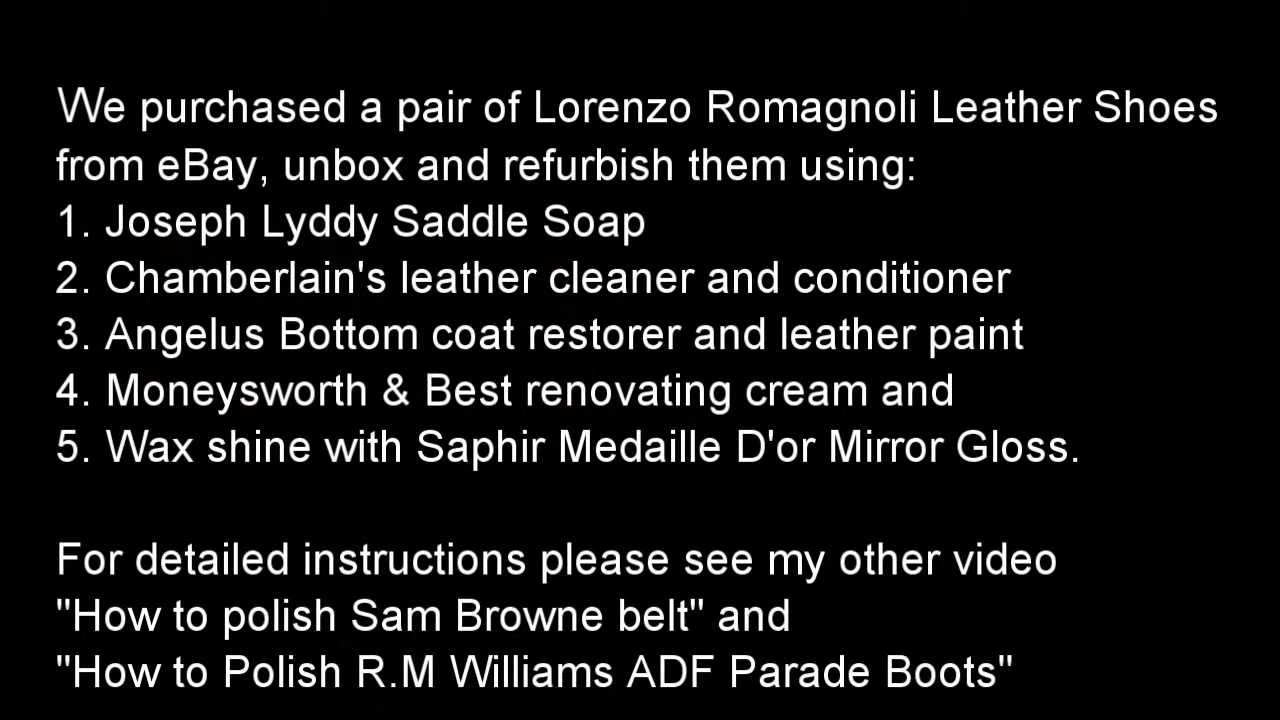 We purchased a pair of Lorenzo Romagnoli Leather Shoes
from eBay, unbox and refurbish them using:
1. Joseph Lyddy Saddle Soap
2. Chamberlain's leather cleaner and conditioner
3. Angelus Bottom coat restorer and leather paint
4. Moneysworth & Best renovating cream and
5. Wax shine with Saphir Medaille D'or Mirror Gloss.
For detailed instructions please see my other video
"How to polish Sam Browne belt" and
"How to Polish R.M Williams ADF Parade Boots"